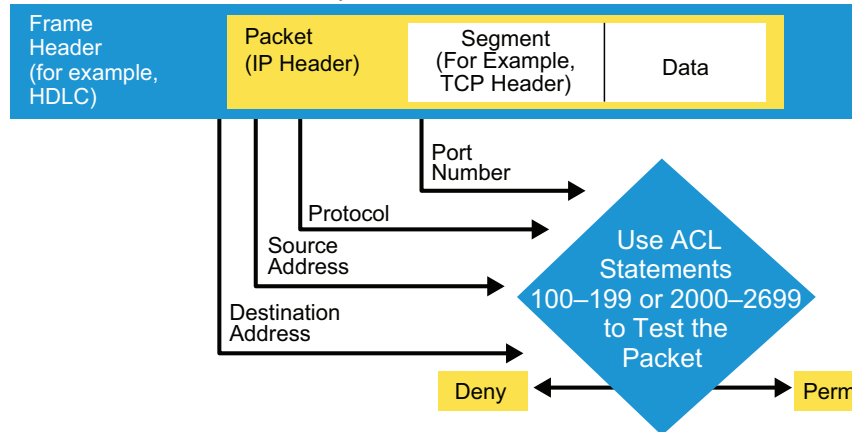 Frame
Header
(for example,
HDLC)
Packet
(IP Header)
Segment
(For Example,
TCP Header)
Data
Port
Number
Protocol
Source
Address
Destination
Address
Use ACL
Statements
100–199 or 2000–2699
to Test the
Packet
Deny
Perm